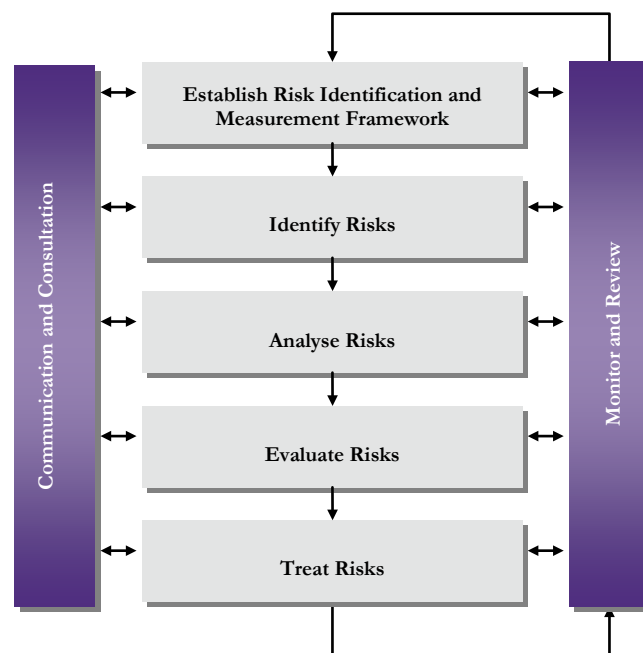 Establish Risk Identification and
Measurement Framework
Communication and Consultation
Identify Risks
Analyse Risks
Monitor and Review
Evaluate Risks
Treat Risks